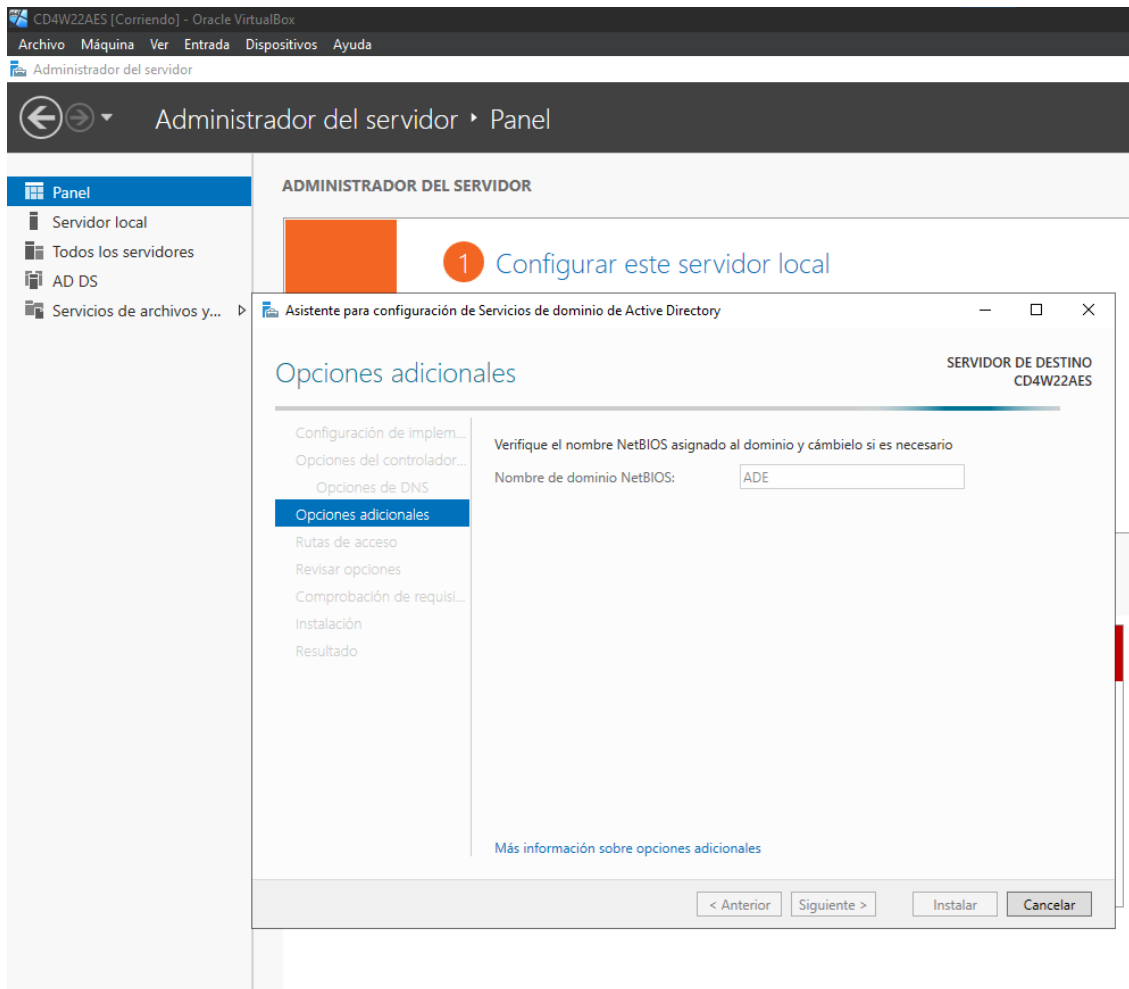 CD4W22AES [Corriendo] - Oracle VirtualBox
Archivo Máquina Ver Entrada Dispositivos Ayuda
Administrador del servidor
Administrador del servidor ‣ Panel
Panel
Servidor local
Todos los servidores
AD DS
Servicios de archivos y...
ADMINISTRADOR DEL SERVIDOR
1 Configurar este servidor local
Asistente para configuración de Servicios de dominio de Active Directory
Opciones adicionales
SERVIDOR DE DESTINO
CD4W22AES
Configuración de implem...
Opciones del controlador...
Opciones de DNS
Opciones adicionales
Rutas de acceso
Revisar opciones
Comprobación de requisi...
Instalación
Resultado
Verifique el nombre NetBIOS asignado al dominio y cámbielo si es necesario
Nombre de dominio NetBIOS: ADE
Más información sobre opciones adicionales
< Anterior Siguiente > Instalar Cancelar